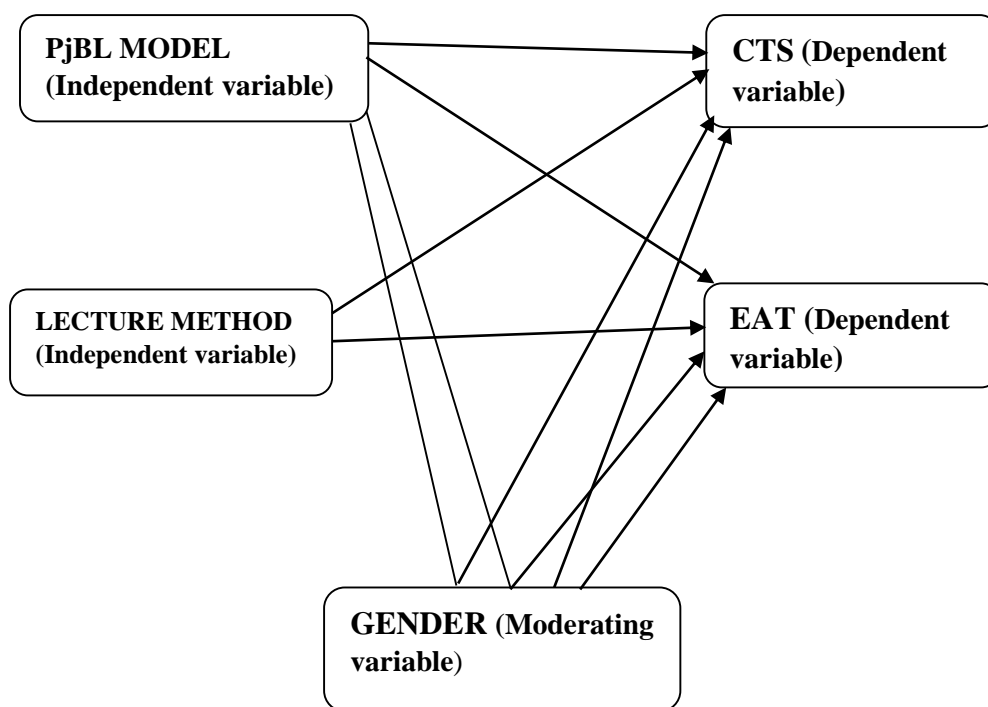 PjBL MODEL
(Independent variable)
CTS (Dependent
variable)
LECTURE METHOD
(Independent variable)
EAT (Dependent
variable)
GENDER (Moderating
variable)